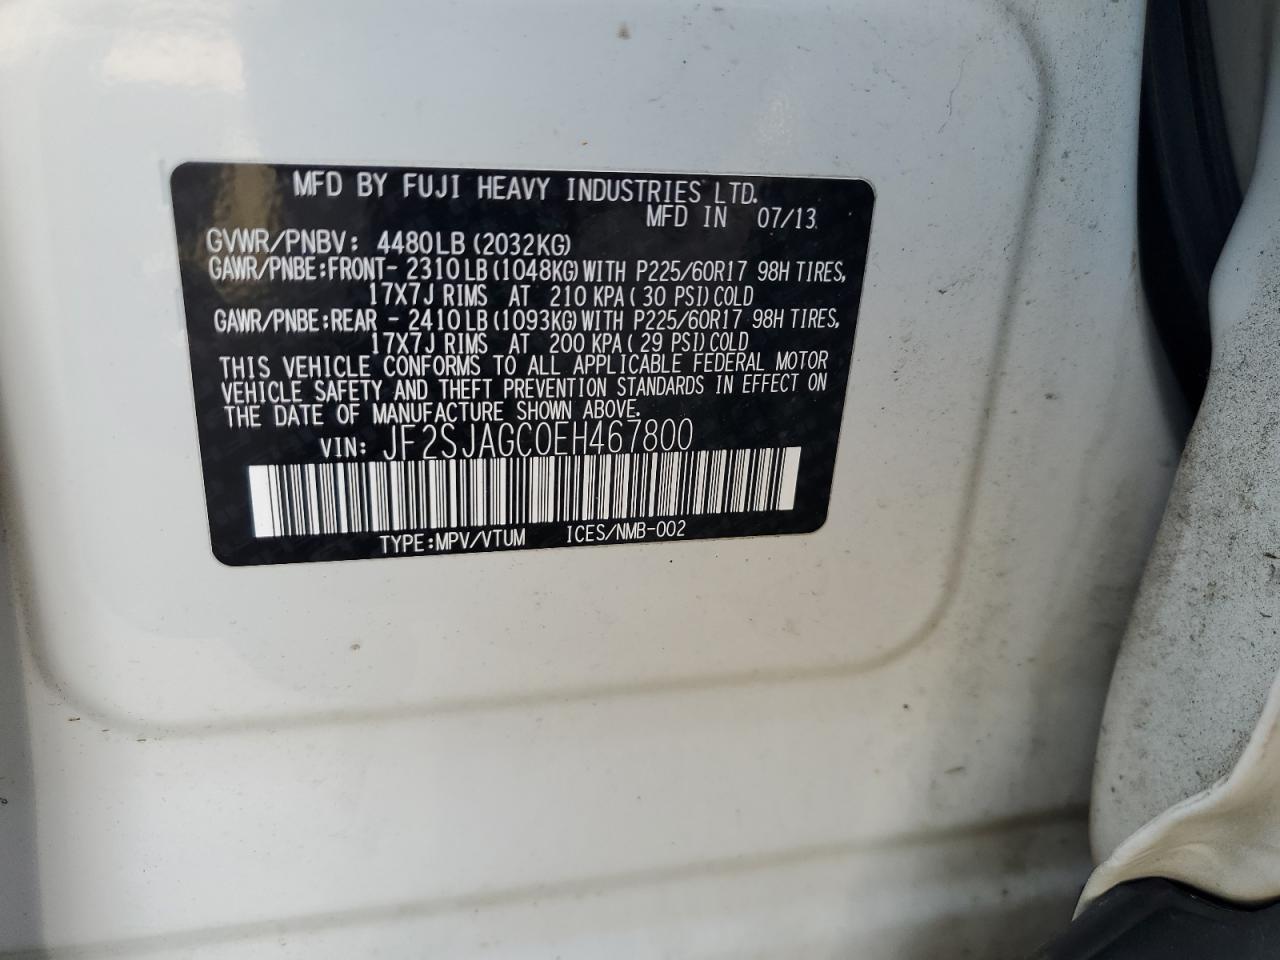 MFD BY FUJI HEAVY INDUSTRIES LTD.
MFD IN 07/13
GVWR/PNBV: 4480LB (2032KG)
GAWR/PNBE:FRONT- 2310LB (1048KG) WITH P225/60R17 98H TIRES,
17X7J RIMS AT 210 KPA ( 30 PSI) COLD
GAWR/PNBE:REAR - 2410LB (1093KG) WITH P225/60R17 98H TIRES,
17X7J RIMS AT 200 KPA ( 29 PSI) COLD
THIS VEHICLE CONFORMS TO ALL APPLICABLE FEDERAL MOTOR
VEHICLE SAFETY AND THEFT PREVENTION STANDARDS IN EFFECT ON
THE DATE OF MANUFACTURE SHOWN ABOVE.
VIN: JF2SJAGC0EH467800
TYPE:MPV/VTUM ICES/NMB-002